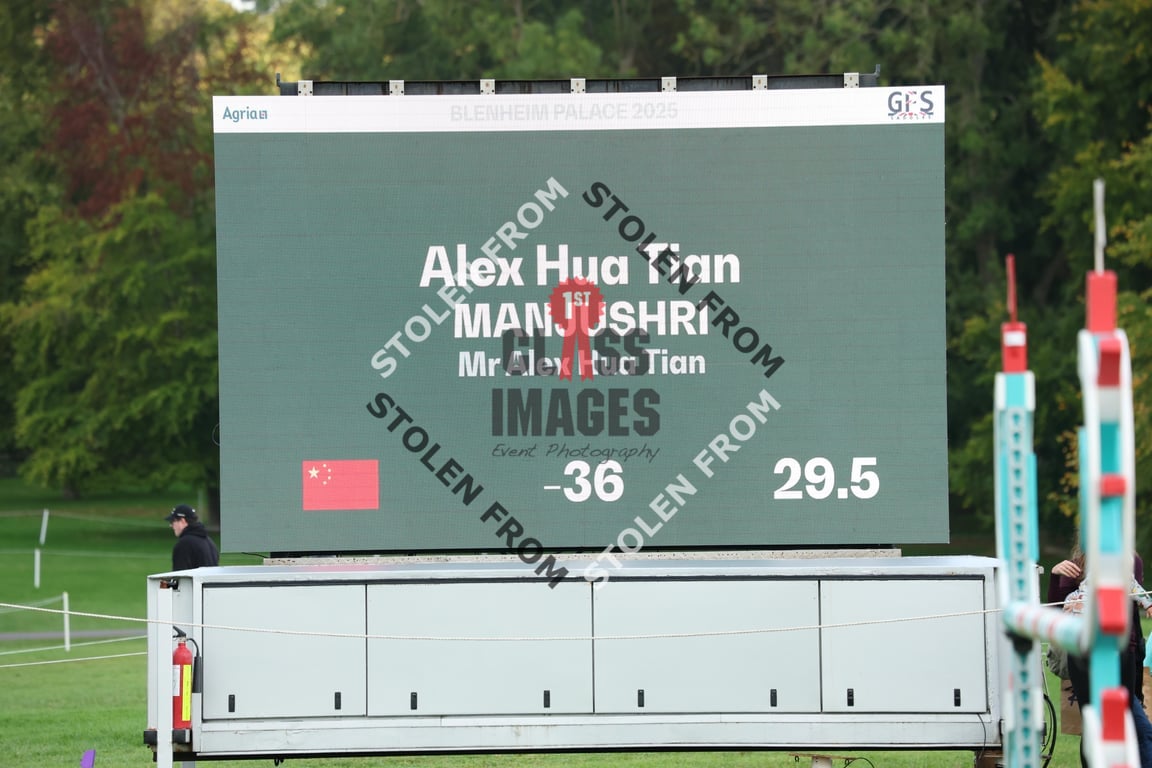 Agria
BLENHEIM PALACE 2025
GFS
Alex Hua Tian
MANJUSHRI
Mr Alex Hua Tian
-36
29.5
1ST
CLASS
IMAGES
Event Photography
STOLEN FROM
STOLEN FROM
STOLEN FROM
STOLEN FROM